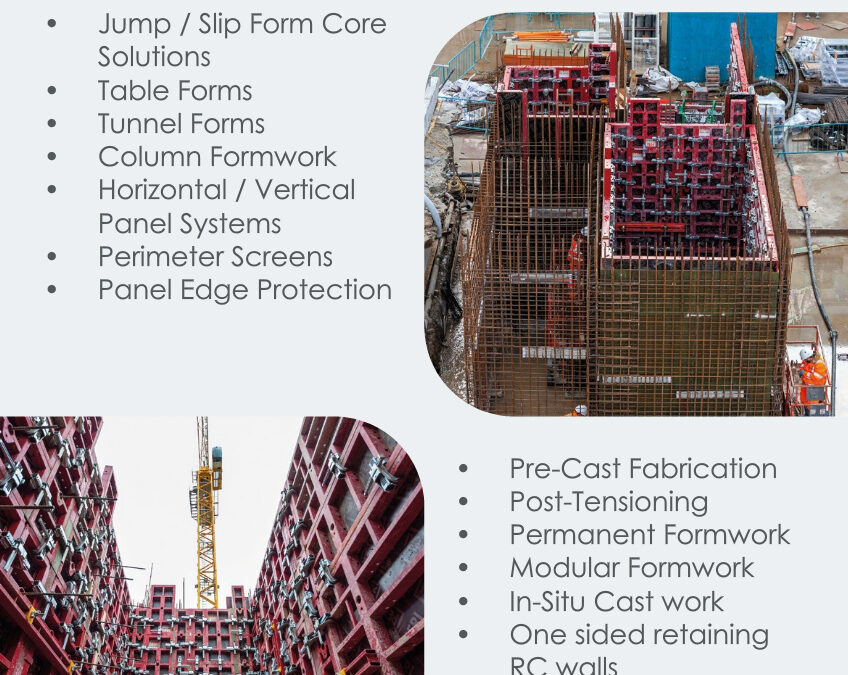 • Jump / Slip Form Core
Solutions
• Table Forms
• Tunnel Forms
• Column Formwork
• Horizontal / Vertical
Panel Systems
• Perimeter Screens
• Panel Edge Protection
• Pre-Cast Fabrication
• Post-Tensioning
• Permanent Formwork
• Modular Formwork
• In-Situ Cast work
• One sided retaining
RC walls